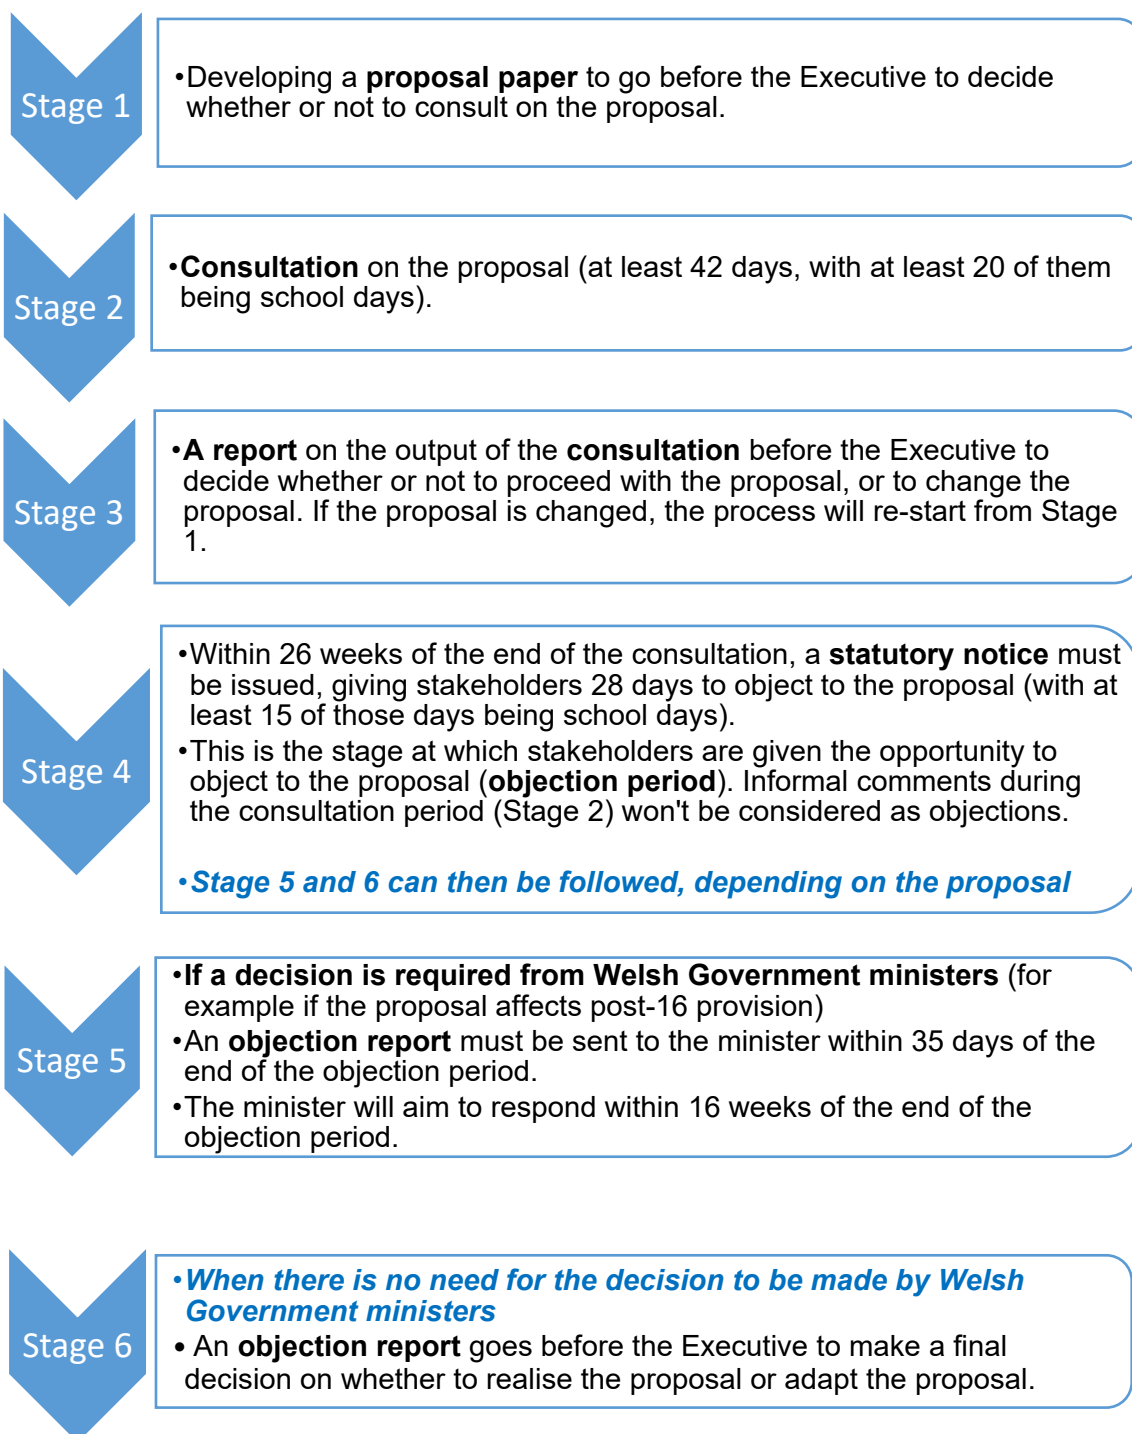 Stage 1
•Developing a proposal paper to go before the Executive to decide
whether or not to consult on the proposal.
Stage 2
•Consultation on the proposal (at least 42 days, with at least 20 of them
being school days).
Stage 3
•A report on the output of the consultation before the Executive to
decide whether or not to proceed with the proposal, or to change the
proposal. If the proposal is changed, the process will re-start from Stage
1.
Stage 4
•Within 26 weeks of the end of the consultation, a statutory notice must
be issued, giving stakeholders 28 days to object to the proposal (with at
least 15 of those days being school days).
•This is the stage at which stakeholders are given the opportunity to
object to the proposal (objection period). Informal comments during
the consultation period (Stage 2) won't be considered as objections.
•Stage 5 and 6 can then be followed, depending on the proposal
Stage 5
•If a decision is required from Welsh Government ministers (for
example if the proposal affects post-16 provision)
•An objection report must be sent to the minister within 35 days of the
end of the objection period.
•The minister will aim to respond within 16 weeks of the end of the
objection period.
Stage 6
•When there is no need for the decision to be made by Welsh
Government ministers
• An objection report goes before the Executive to make a final
decision on whether to realise the proposal or adapt the proposal.